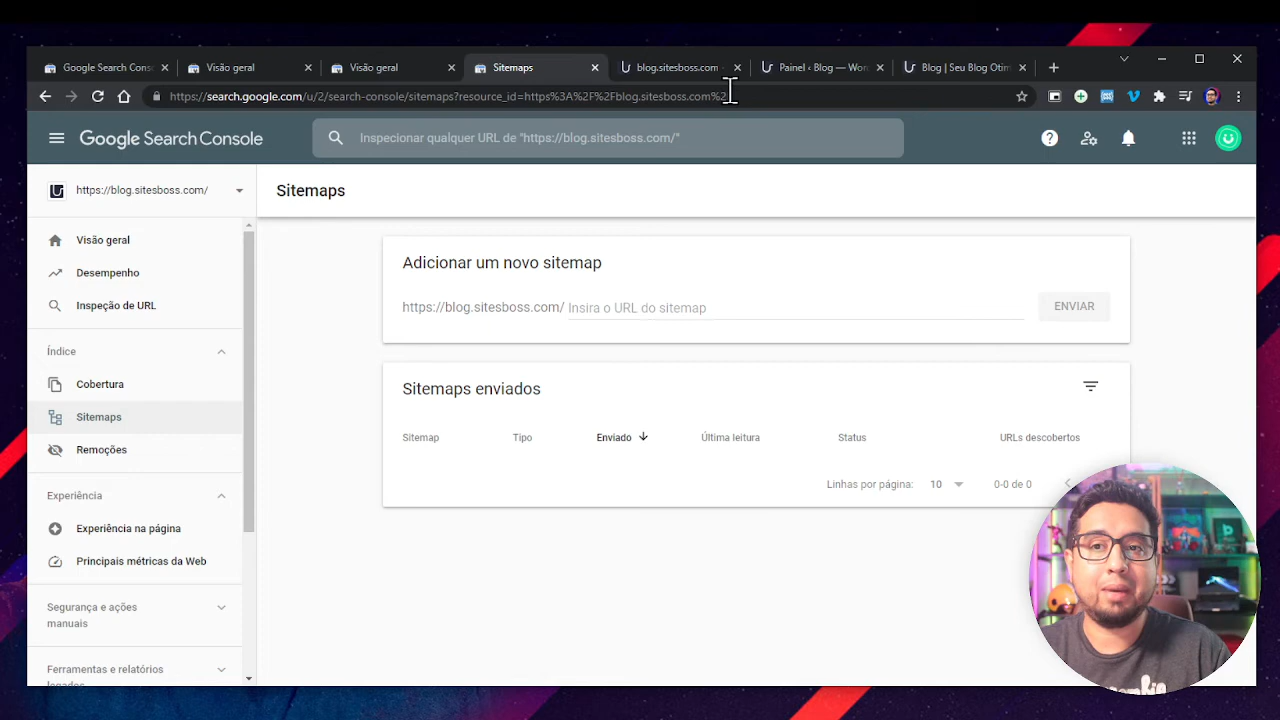 Google Search Conso
Visão geral
Visão geral
Sitemaps
blog.sitesboss.com
Painel ‹ Blog — Wor
Blog | Seu Blog Otim
https://search.google.com/u/2/search-console/sitemaps?resource_id=https%3A%2F%2Fblog.sitesboss.com%2
Google Search Console
Inspecionar qualquer URL de "https://blog.sitesboss.com/"
https://blog.sitesboss.com/
Sitemaps
Visão geral
Desempenho
Inspeção de URL
Índice
Cobertura
Sitemaps
Remoções
Experiência
Experiência na página
Principais métricas da Web
Segurança e ações
manuais
Ferramentas e relatórios
legados
Adicionar um novo sitemap
https://blog.sitesboss.com/ Insira o URL do sitemap
ENVIAR
Sitemaps enviados
Sitemap Tipo Enviado Última leitura Status URLs descobertos
Linhas por página: 10 0-0 de 0